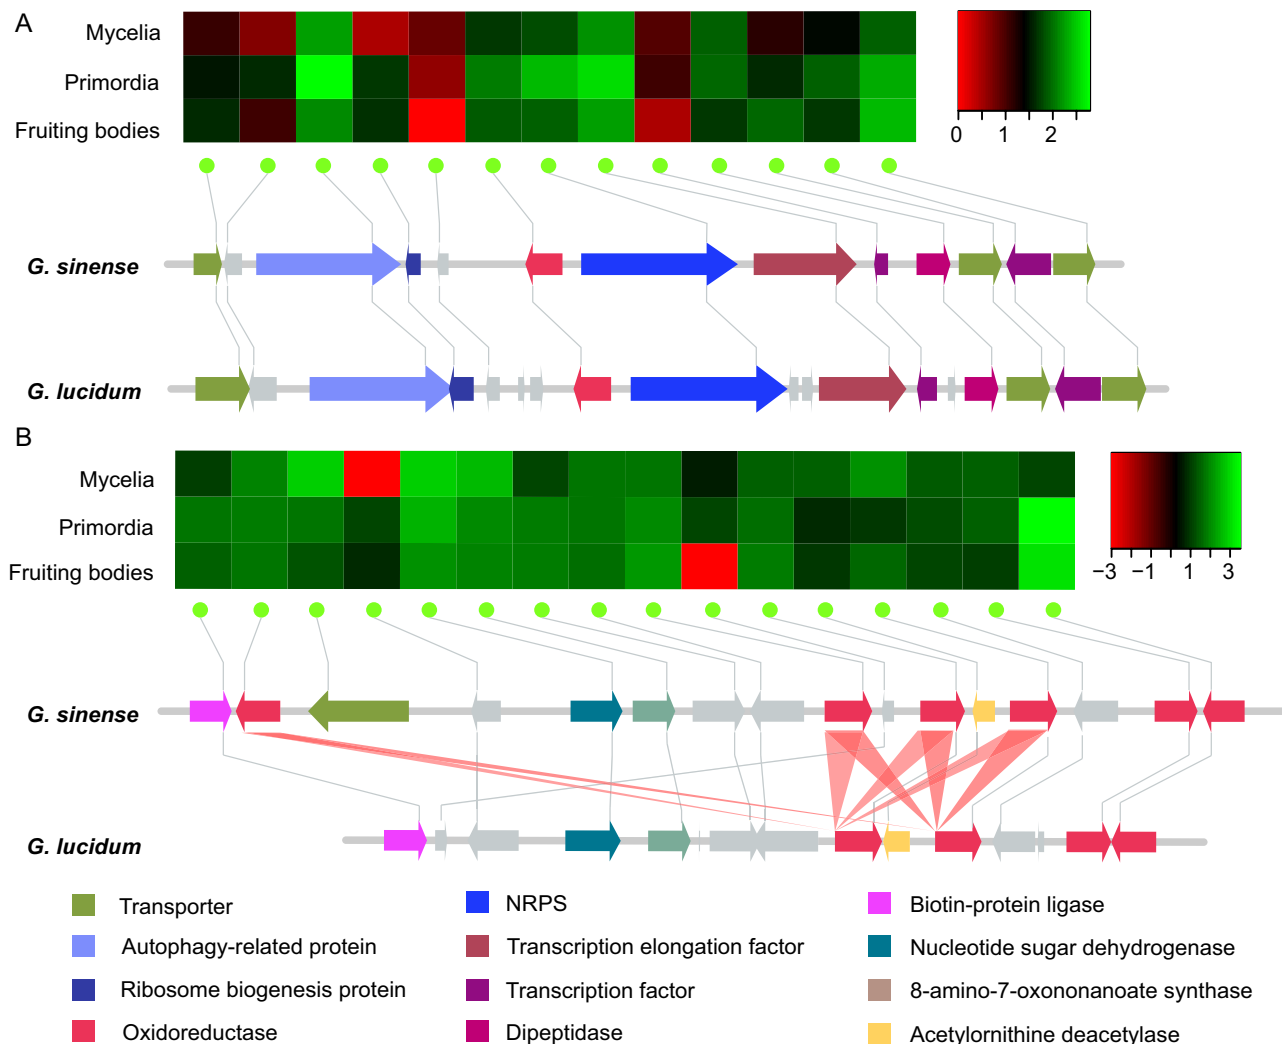 A
Mycelia
Primordia
Fruiting bodies
0 1 2
G. sinense
G. lucidum
B
Mycelia
Primordia
Fruiting bodies
−3 −1 1 3
G. sinense
G. lucidum
Transporter NRPS Biotin-protein ligase
Autophagy-related protein Transcription elongation factor Nucleotide sugar dehydrogenase
Ribosome biogenesis protein Transcription factor 8-amino-7-oxononanoate synthase
Oxidoreductase Dipeptidase Acetylornithine deacetylase